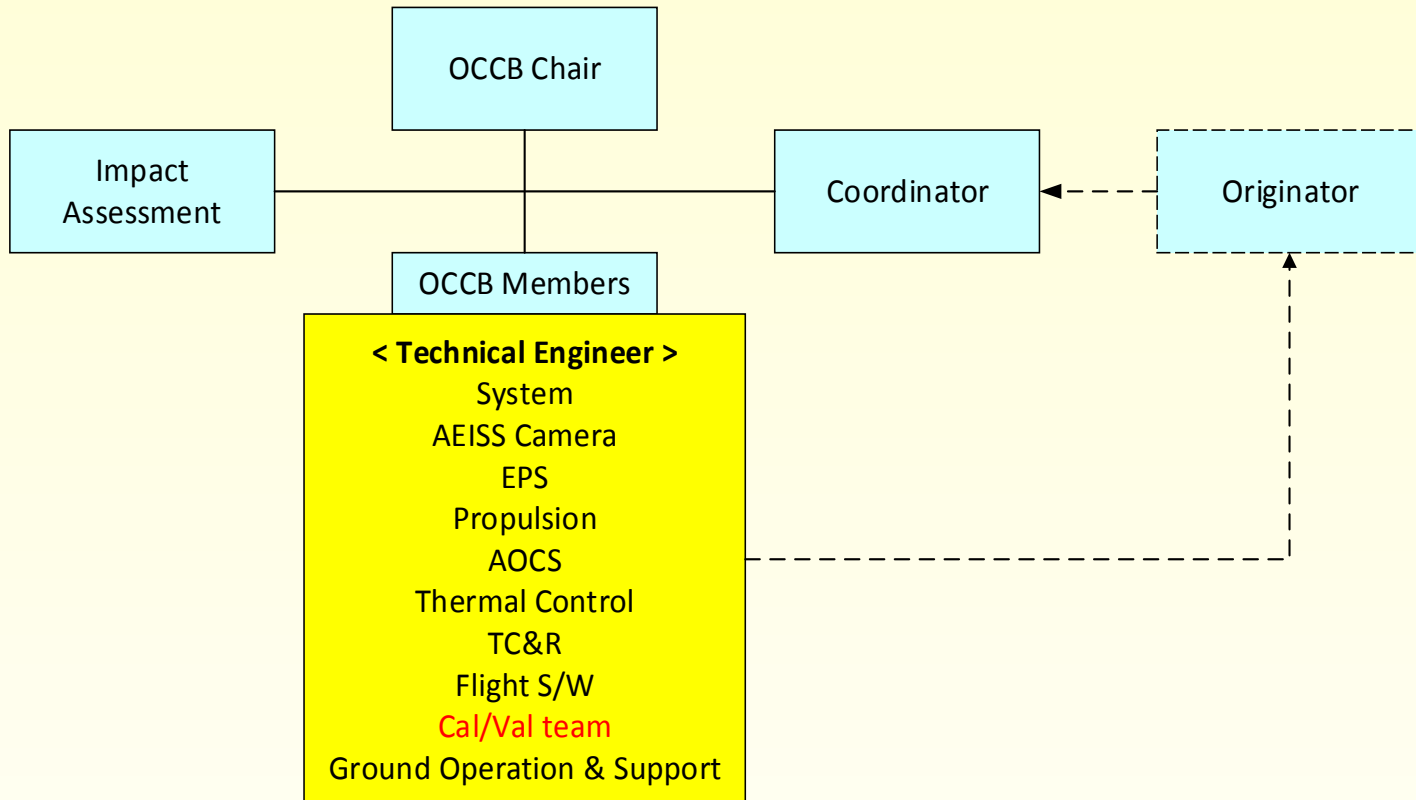 OCCB Chair
Impact
Assessment
Coordinator
Originator
OCCB Members
< Technical Engineer >
System
AEISS Camera
EPS
Propulsion
AOCS
Thermal Control
TC&R
Flight S/W
Cal/Val team
Ground Operation & Support